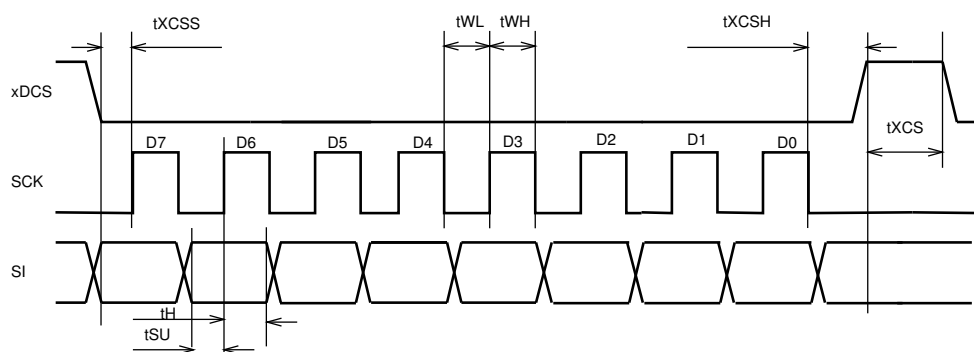 tXCSS tWL tWH tXCSH
xDCS
tXCS
D7 D6 D5 D4 D3 D2 D1 D0
SCK
SI
tH
tSU